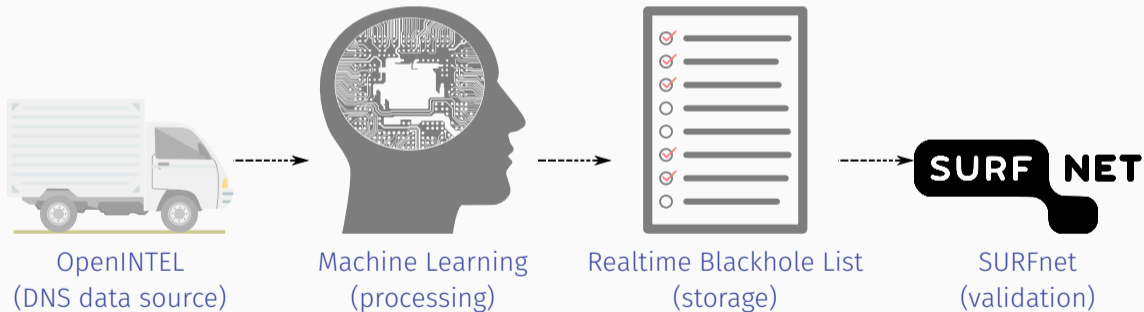 SURF NET
OpenINTEL
(DNS data source)
Machine Learning
(processing)
Realtime Blackhole List
(storage)
SURFnet
(validation)